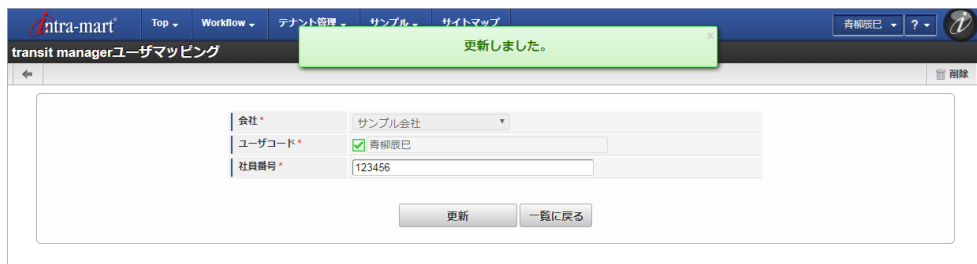 intra-mart Top Workflow テナント管理 サンプル サイトマップ 青柳辰巳 ?
更新しました。 ×
transit managerユーザマッピング
削除
会社* サンプル会社
ユーザコード* 青柳辰巳
社員番号* 123456
更新 一覧に戻る